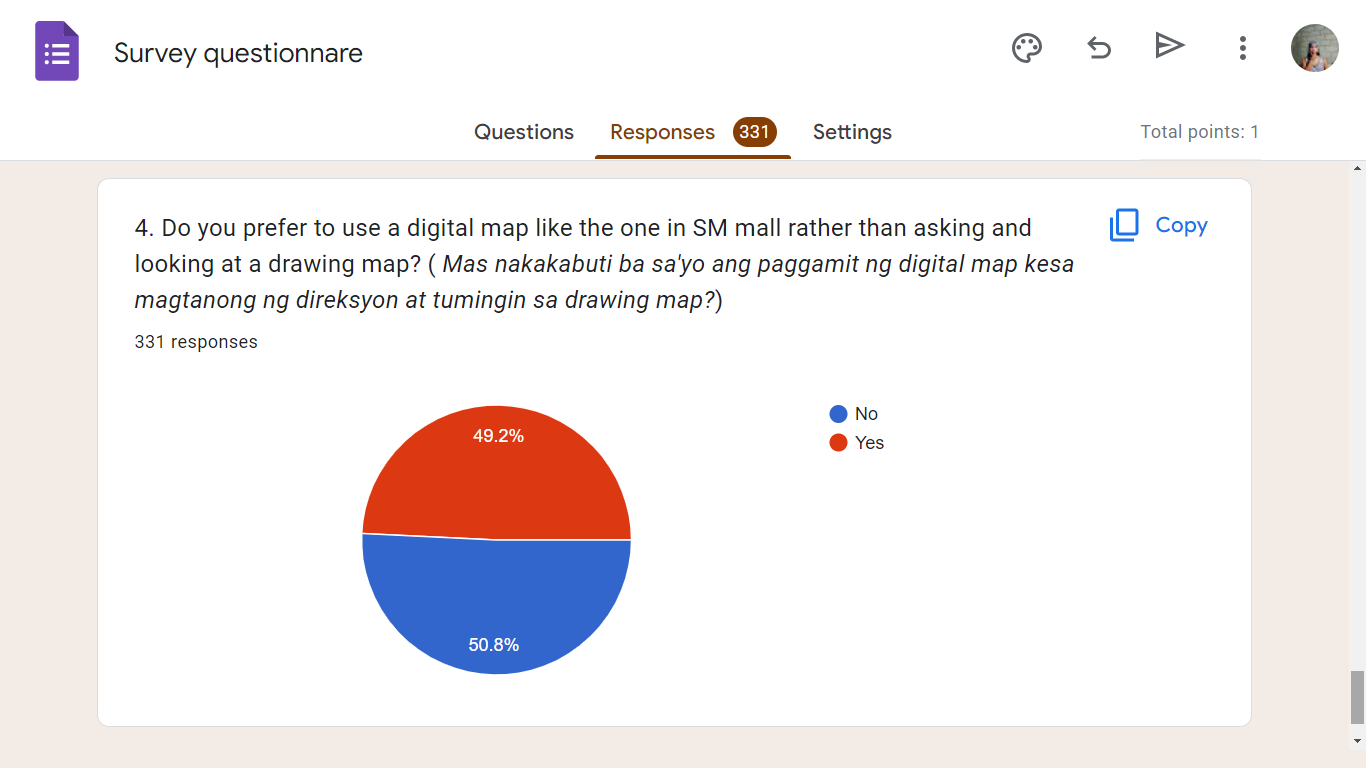 Survey questionnare
Questions
Responses
331
Settings
Total points: 1
4. Do you prefer to use a digital map like the one in SM mall rather than asking and
looking at a drawing map? ( Mas nakakabuti ba sa'yo ang paggamit ng digital map kesa
magtanong ng direksyon at tumingin sa drawing map?)
Copy
331 responses
49.2%
50.8%
No
Yes